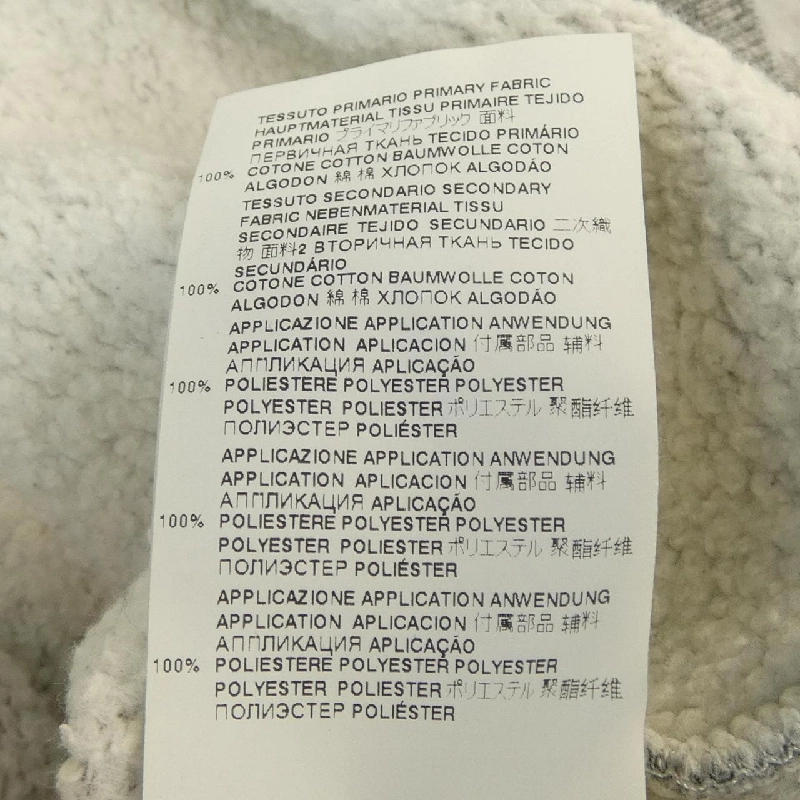 TESSUTO PRIMARIO PRIMARY FABRIC
HAUPTMATERIAL TISSU PRIMAIRE TEJIDO
PRIMARIO プライマリファブリック 面料
ПЕРВИЧНАЯ ТКАНЬ TECIDO PRIMÁRIO
100% COTONE COTTON BAUMWOLLE COTON
ALGODON 綿 棉 ХЛОПОК ALGODÃO
TESSUTO SECONDARIO SECONDARY
FABRIC NEBENMATERIAL TISSU
SECONDAIRE TEJIDO SECUNDARIO 二次織
物 面料2 ВТОРИЧНАЯ ТКАНЬ TECIDO
SECUNDÁRIO
100% COTONE COTTON BAUMWOLLE COTON
ALGODON 綿 棉 ХЛОПОК ALGODÃO
APPLICAZIONE APPLICATION ANWENDUNG
APPLICATION APLICACION 付属部品 辅料
АППЛИКАЦИЯ APLICAÇÃO
100% POLIESTERE POLYESTER POLYESTER
POLYESTER POLIESTER ポリエステル 聚酯纤维
ПОЛИЭСТЕР POLIÉSTER
APPLICAZIONE APPLICATION ANWENDUNG
APPLICATION APLICACION 付属部品 辅料
АППЛИКАЦИЯ APLICAÇÃO
100% POLIESTERE POLYESTER POLYESTER
POLYESTER POLIESTER ポリエステル 聚酯纤维
ПОЛИЭСТЕР POLIÉSTER
APPLICAZIONE APPLICATION ANWENDUNG
APPLICATION APLICACION 付属部品 辅料
АППЛИКАЦИЯ APLICAÇÃO
100% POLIESTERE POLYESTER POLYESTER
POLYESTER POLIESTER ポリエステル 聚酯纤维
ПОЛИЭСТЕР POLIÉSTER